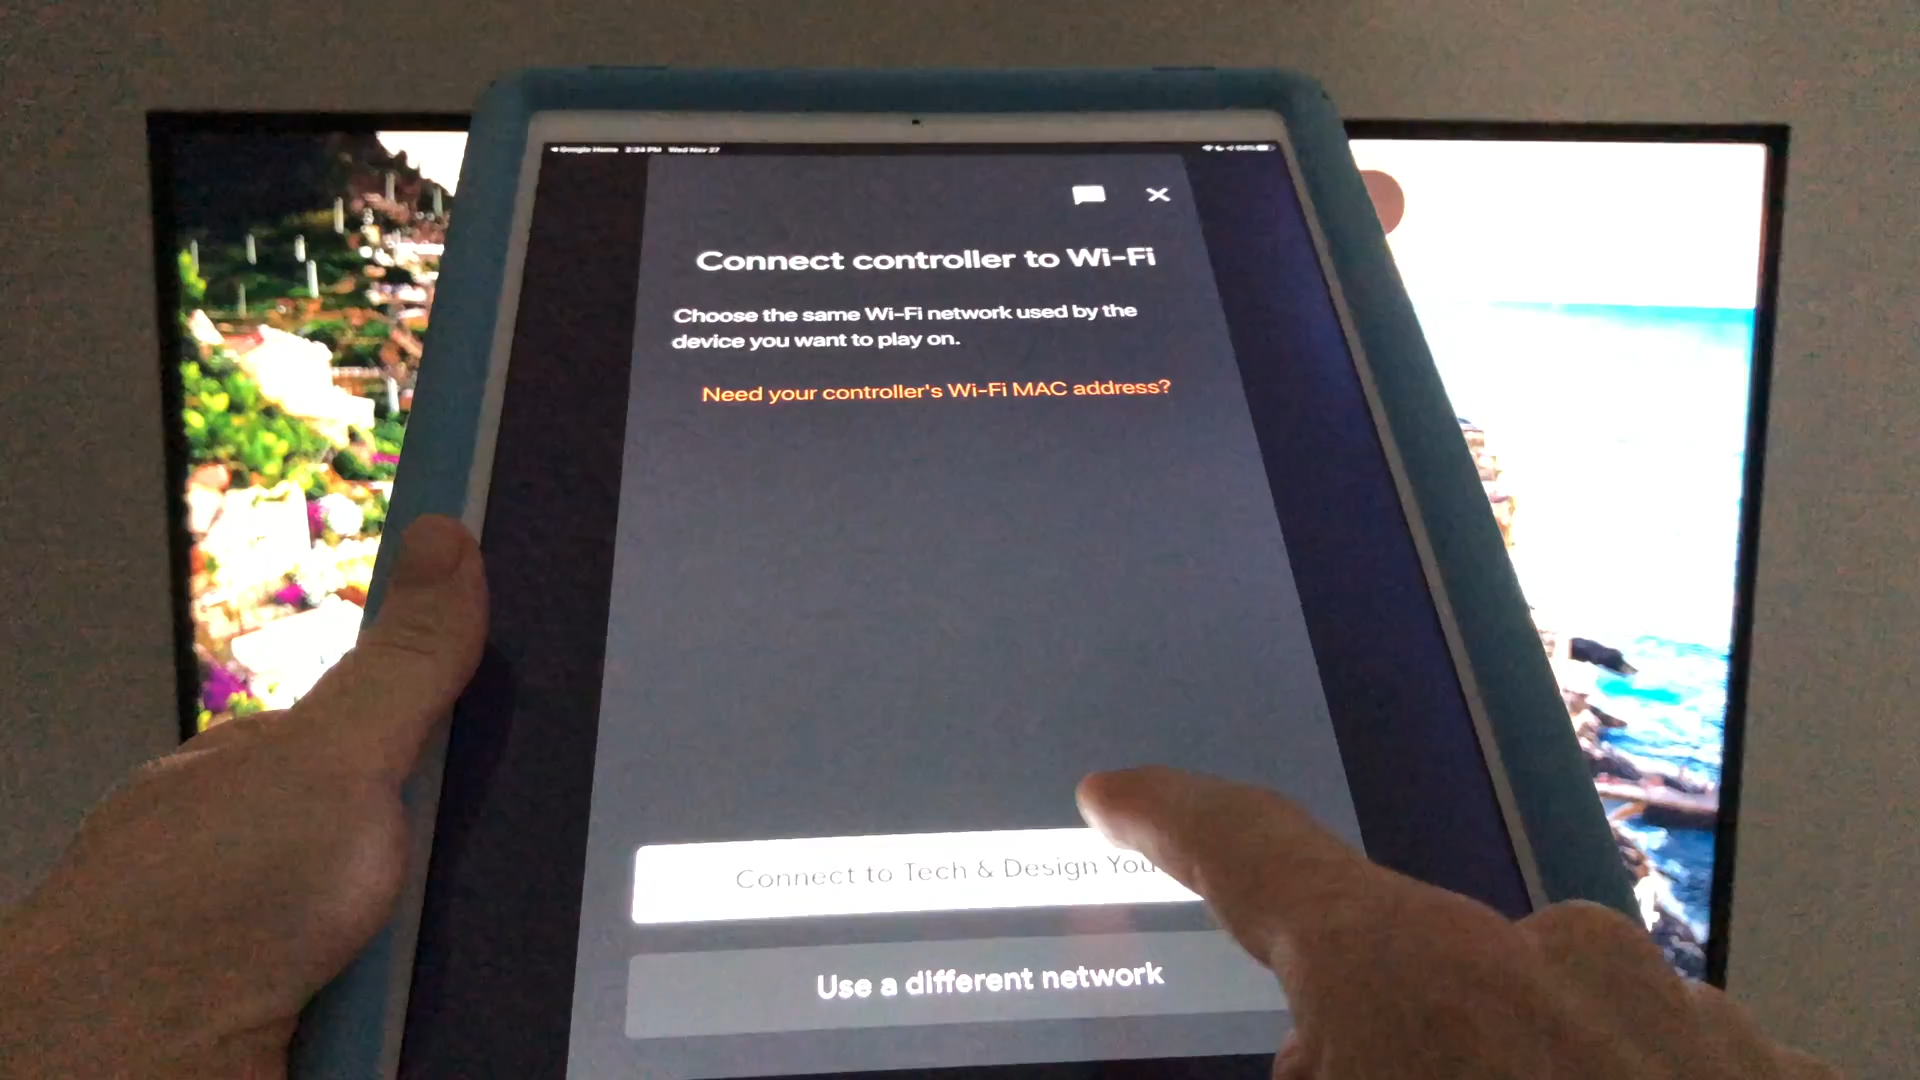 Google Home 2:34 PM Wed Nov 27
Connect controller to Wi-Fi
Choose the same Wi-Fi network used by the
device you want to play on.
Need your controller's Wi-Fi MAC address?
Connect to Tech & Design You
Use a different network